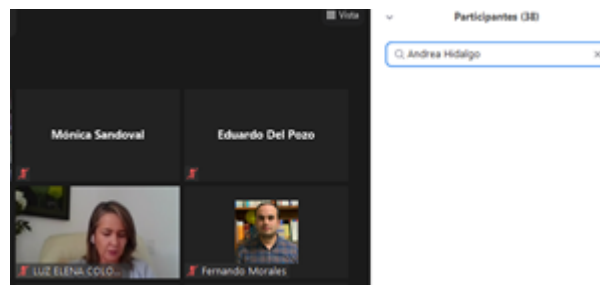 Vista
Participantes (38)
Andrea Hidalgo
Mónica Sandoval
Eduardo Del Pozo
LUZ ELENA COLO...
Fernando Morales